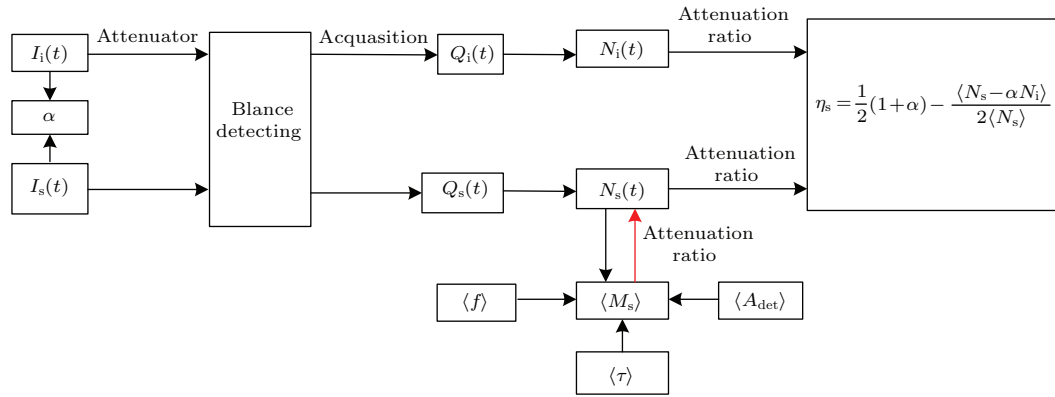 I_i(t)
Attenuator
α
I_s(t)
Blance
detecting
Acquasition
Q_i(t)
N_i(t)
Attenuation
ratio
Q_s(t)
N_s(t)
Attenuation
ratio
η_s = 1/2 (1+α) − ⟨N_s−αN_i⟩ / 2⟨N_s⟩
Attenuation
ratio
⟨f⟩
⟨M_s⟩
⟨A_det⟩
⟨τ⟩